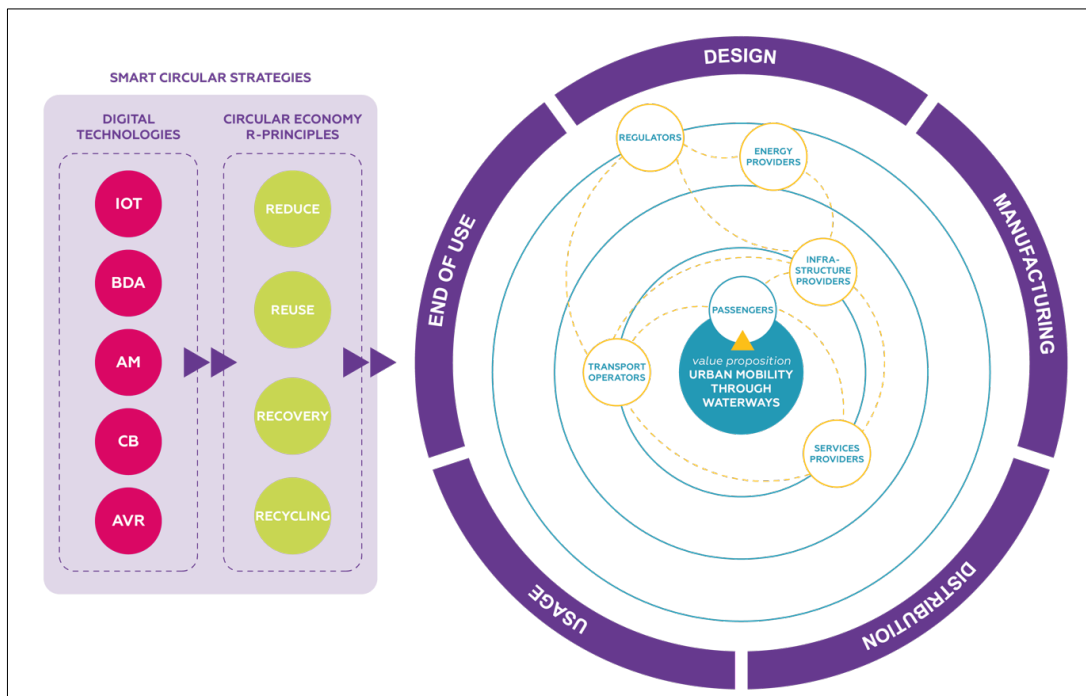 SMART CIRCULAR STRATEGIES
DIGITAL
TECHNOLOGIES
IOT
BDA
AM
CB
AVR
CIRCULAR ECONOMY
R-PRINCIPLES
REDUCE
REUSE
RECOVERY
RECYCLING
DESIGN
MANUFACTURING
DISTRIBUTION
USAGE
END OF USE
REGULATORS
ENERGY
PROVIDERS
INFRA-
STRUCTURE
PROVIDERS
PASSENGERS
TRANSPORT
OPERATORS
value proposition
URBAN MOBILITY
THROUGH
WATERWAYS
SERVICES
PROVIDERS